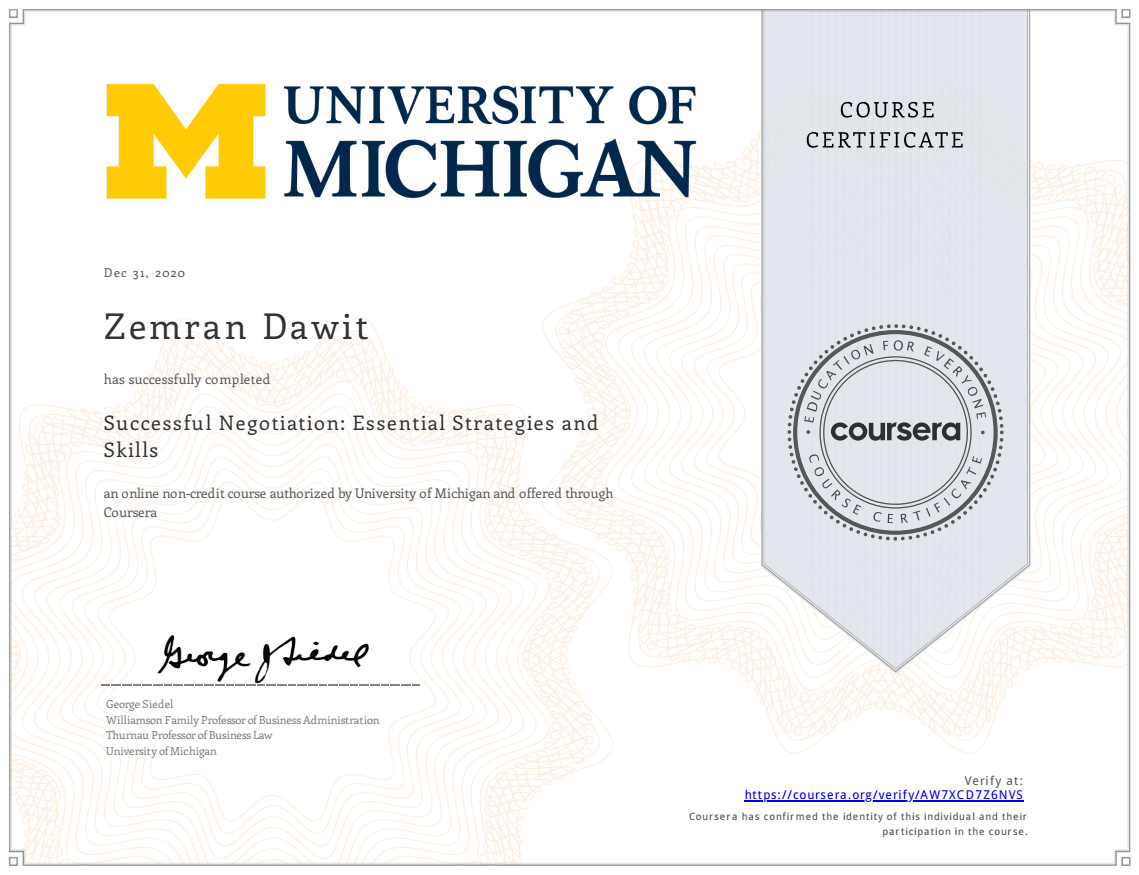 UNIVERSITY OF
MICHIGAN
COURSE
CERTIFICATE
Dec 31, 2020
Zemran Dawit
has successfully completed
Successful Negotiation: Essential Strategies and
Skills
an online non-credit course authorized by University of Michigan and offered through
Coursera
EDUCATION FOR EVERYONE
coursera
COURSE CERTIFICATE
George J Siedel
George Siedel
Williamson Family Professor of Business Administration
Thurnau Professor of Business Law
University of Michigan
Verify at:
https://coursera.org/verify/AW7XCD7Z6NVS
Coursera has confirmed the identity of this individual and their
participation in the course.